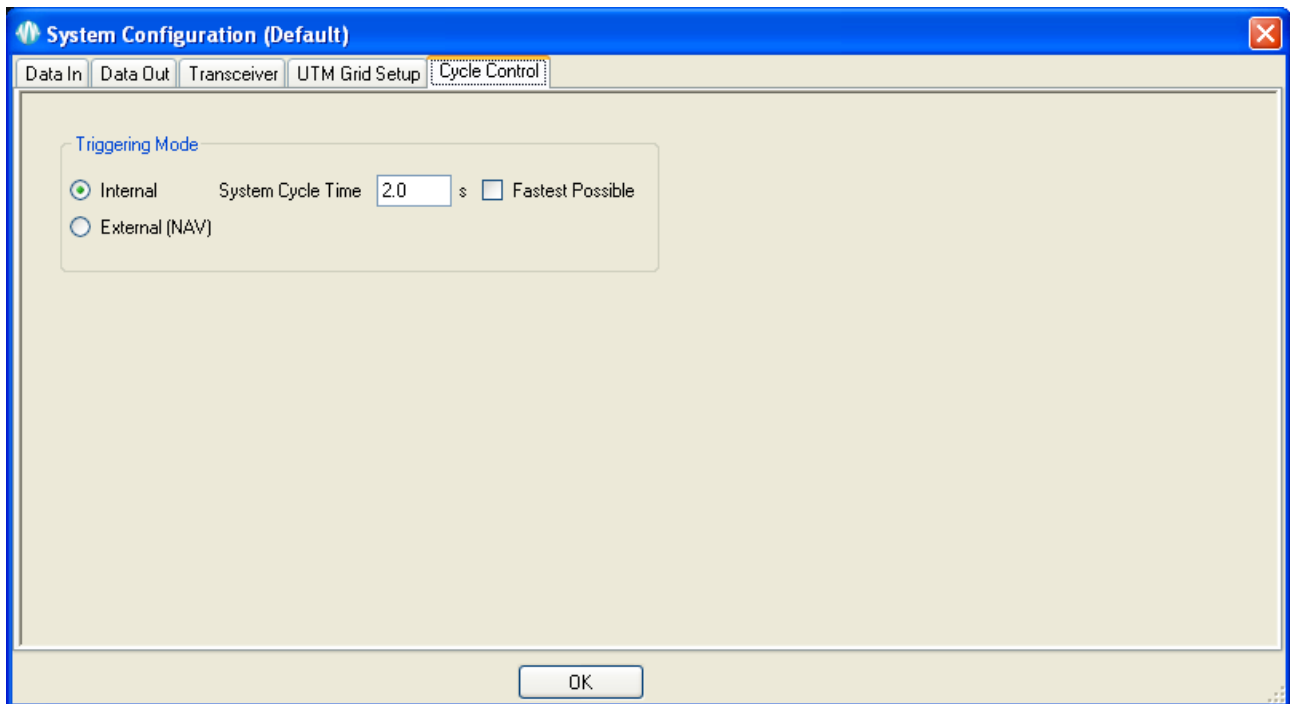 System Configuration (Default)
Data In Data Out Transceiver UTM Grid Setup Cycle Control
Triggering Mode
Internal System Cycle Time 2.0 s Fastest Possible
External (NAV)
OK